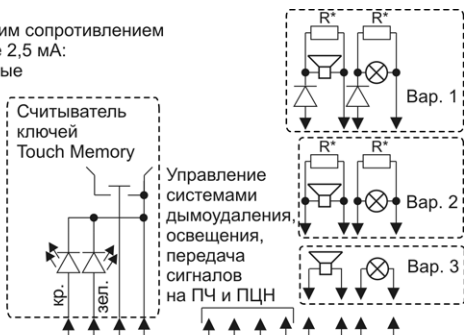 им сопротивлением
е 2,5 мА:
ые
Считыватель
ключей
Touch Memory
кр.
зел.
Управление
системами
дымоудаления,
освещения,
передача
сигналов
на ПЧ и ПЦН
R* R*
Вар. 1
R* R*
Вар. 2
Вар. 3